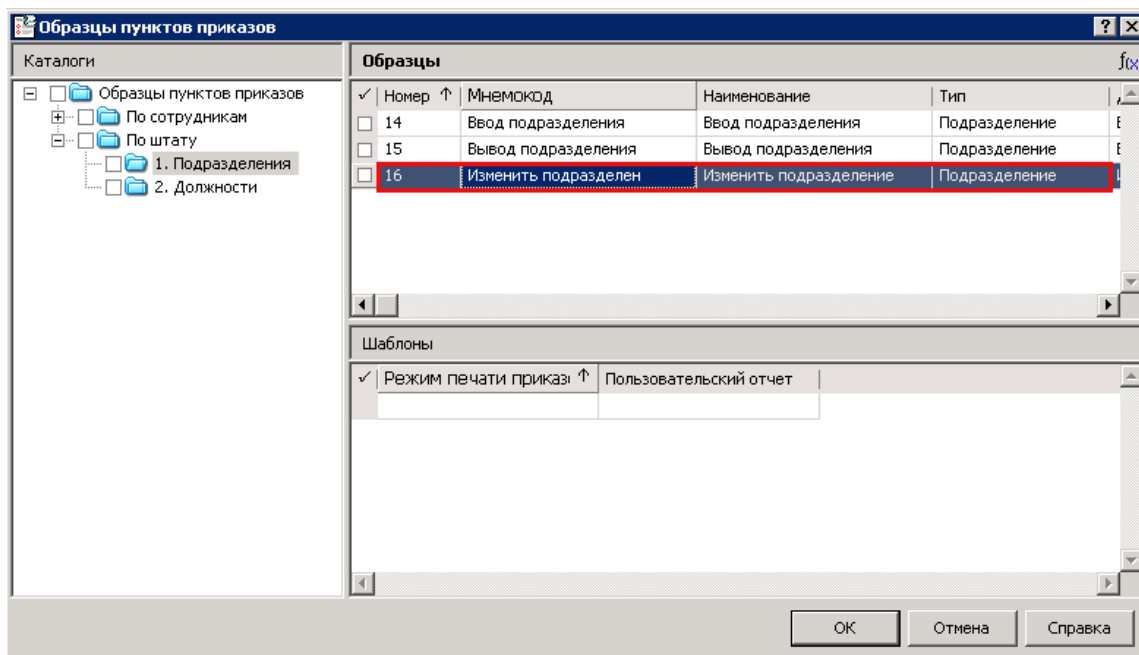 Образцы пунктов приказов
Каталоги
Образцы пунктов приказов
По сотрудникам
По штату
1. Подразделения
2. Должности
Образцы
Номер Мнемокод Наименование Тип
14 Ввод подразделения Ввод подразделения Подразделение
15 Вывод подразделения Вывод подразделения Подразделение
16 Изменить подразделен Изменить подразделение Подразделение
Шаблоны
Режим печати приказ Пользовательский отчет
ОК Отмена Справка